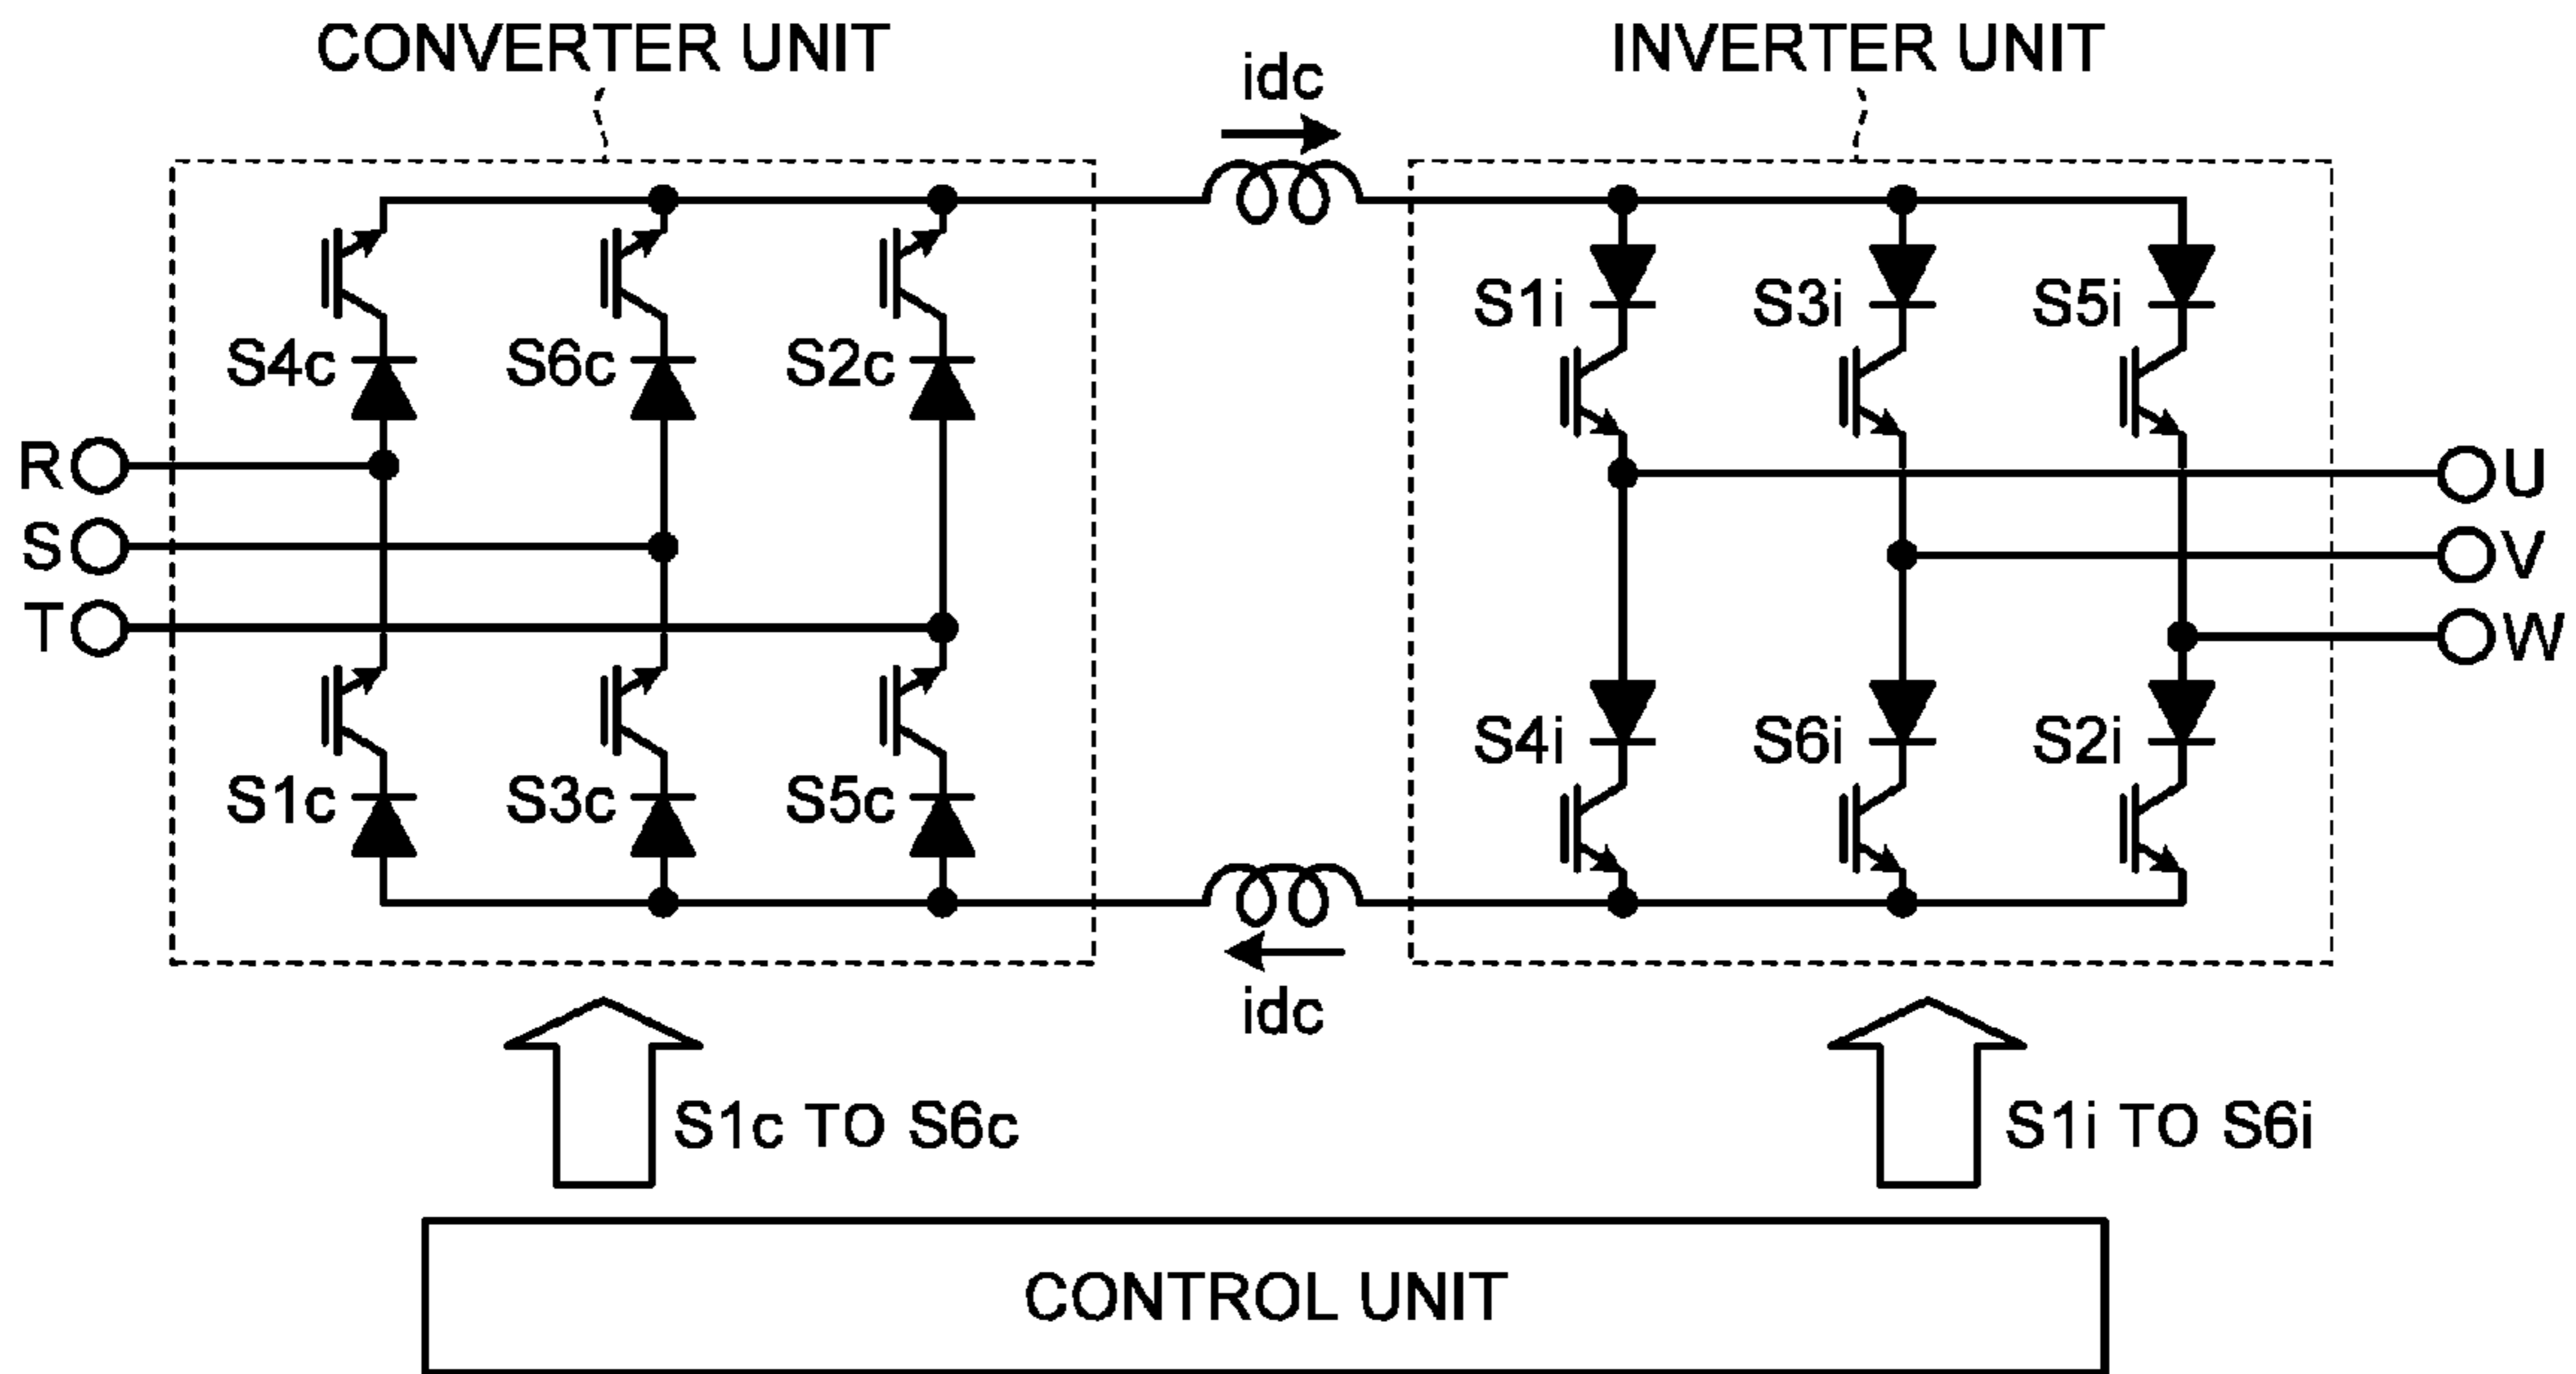 CONVERTER UNIT
INVERTER UNIT
idc
S4c
S6c
S2c
S1i
S3i
S5i
R
S
T
U
V
W
S1c
S3c
S5c
S4i
S6i
S2i
idc
S1c TO S6c
S1i TO S6i
CONTROL UNIT